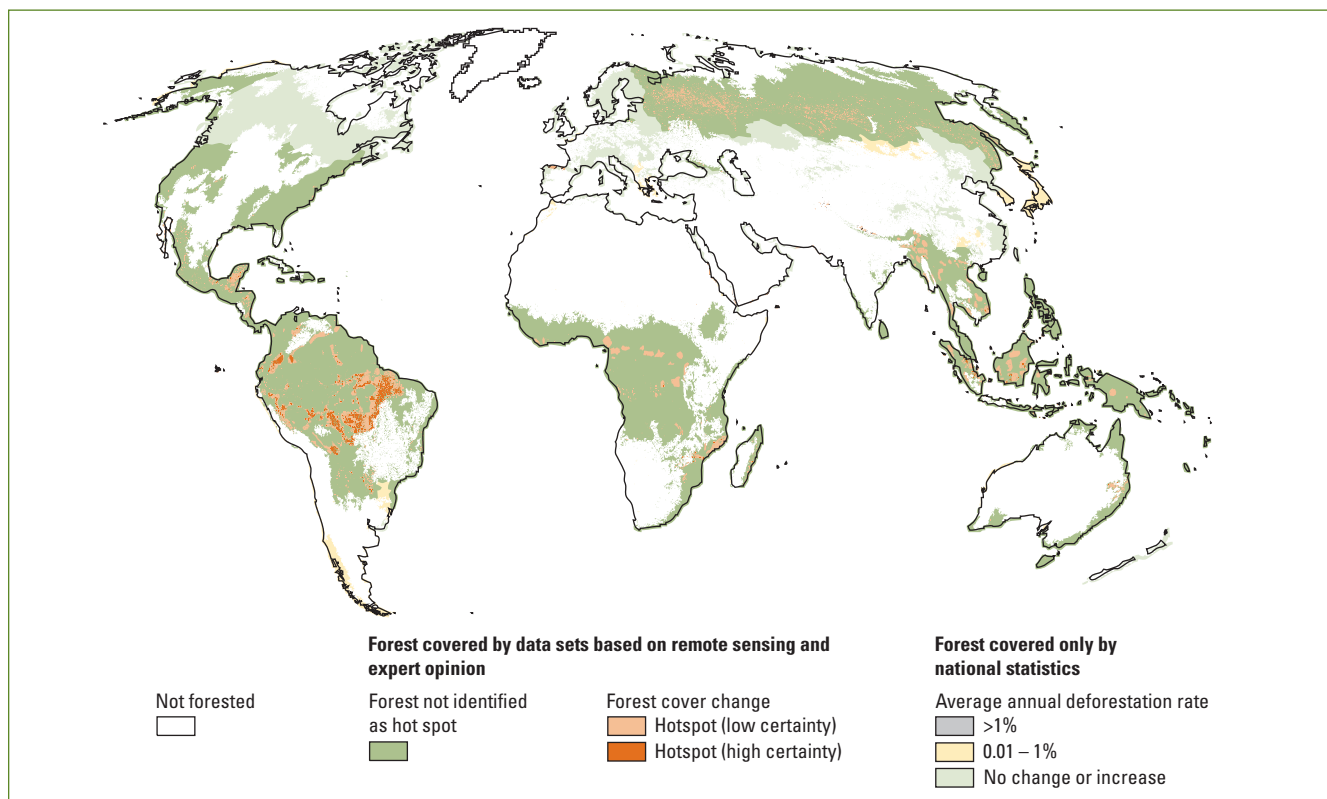 Forest covered by data sets based on remote sensing and
expert opinion
Forest covered only by
national statistics
Not forested
Forest not identified
as hot spot
Forest cover change
Hotspot (low certainty)
Hotspot (high certainty)
Average annual deforestation rate
>1%
0.01 – 1%
No change or increase